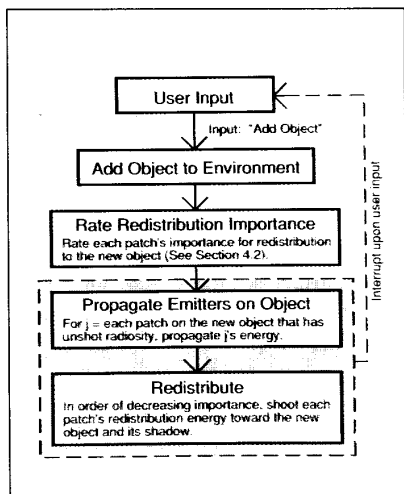 User Input
Input: "Add Object"
Add Object to Environment
Rate Redistribution Importance
Rate each patch's importance for redistribution
to the new object (See Section 4.2).
Propagate Emitters on Object
For j = each patch on the new object that has
unshot radiosity, propagate j's energy.
Redistribute
In order of decreasing importance, shoot each
patch's redistribution energy toward the new
object and its shadow.
Interrupt upon user input